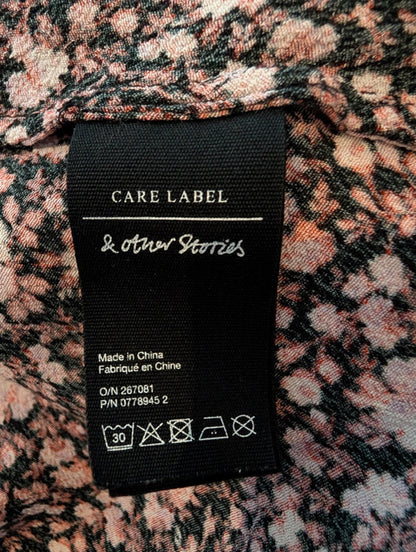 CARE LABEL
& other Stories
Made in China
Fabriqué en Chine
O/N 267081
P/N 0778945 2
30